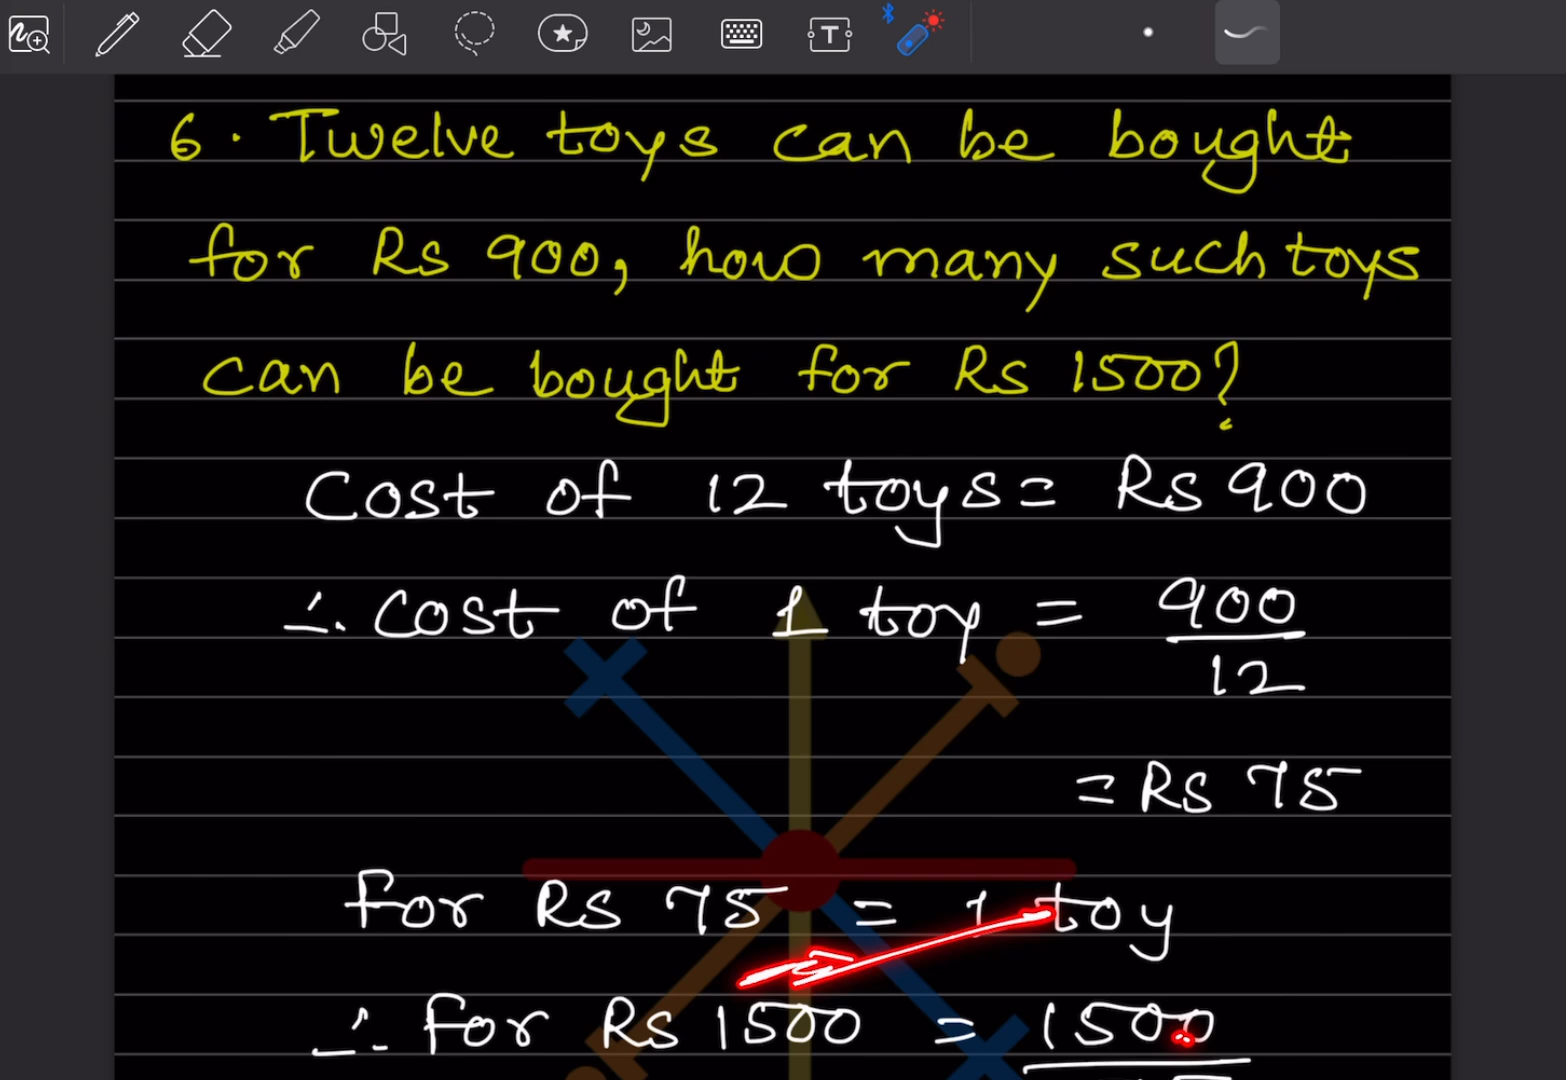 6. Twelve toys can be bought
for Rs 900, how many such toys
can be bought for Rs 1500?
Cost of 12 toys = Rs 900
∴ Cost of 1 toy = 900
12
= Rs 75
For Rs 75 = 1 toy
∴ for Rs 1500 = 1500